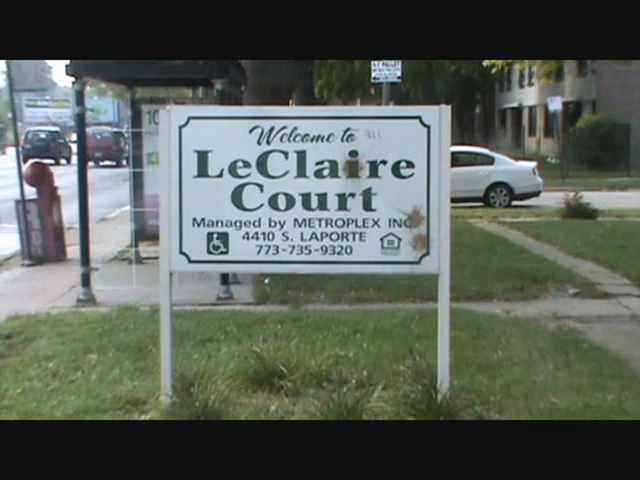 Welcome to
LeClaire
Court
Managed by METROPLEX INC
4410 S. LAPORTE
773-735-9320